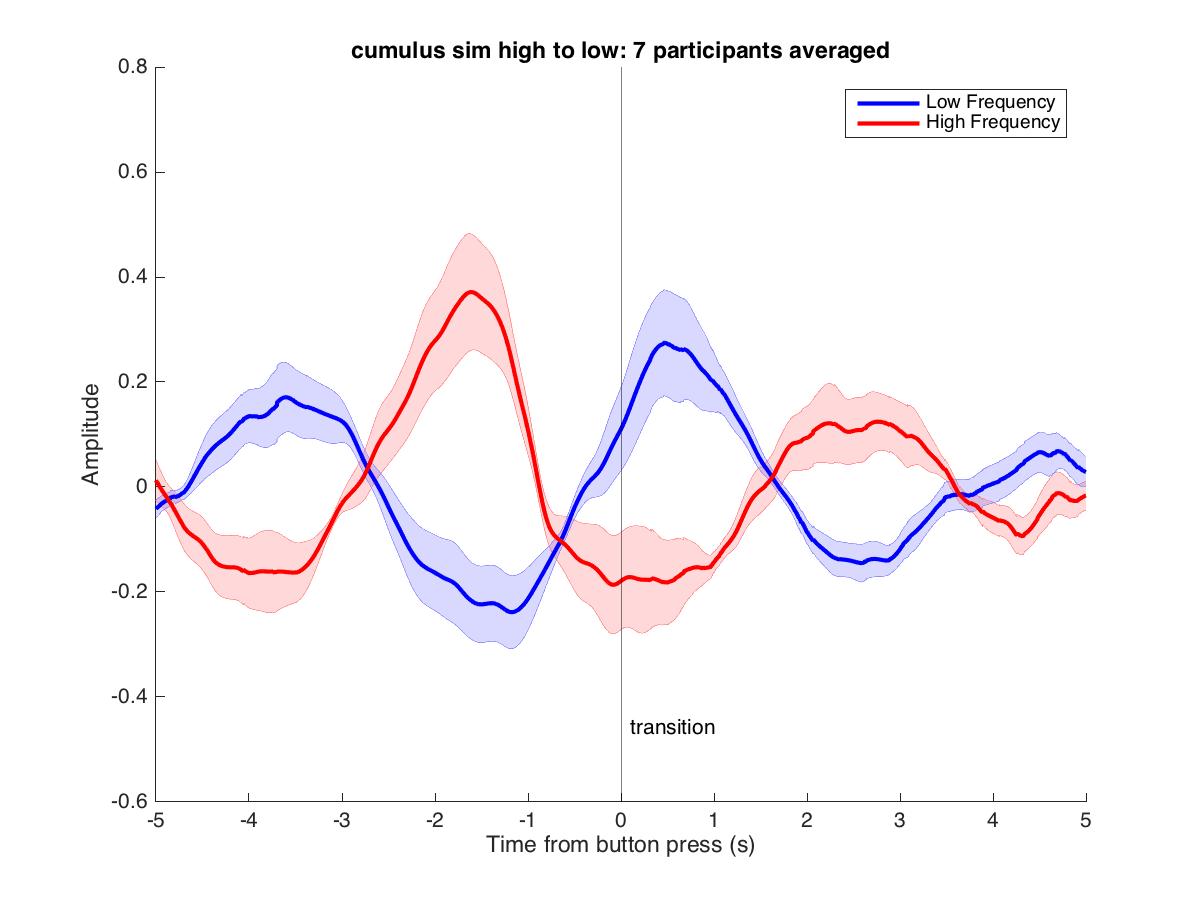 cumulus sim high to low: 7 participants averaged
0.8
Low Frequency
High Frequency
0.6
0.4
0.2
0
-0.2
-0.4
-0.6
Amplitude
transition
-5 -4 -3 -2 -1 0 1 2 3 4 5
Time from button press (s)